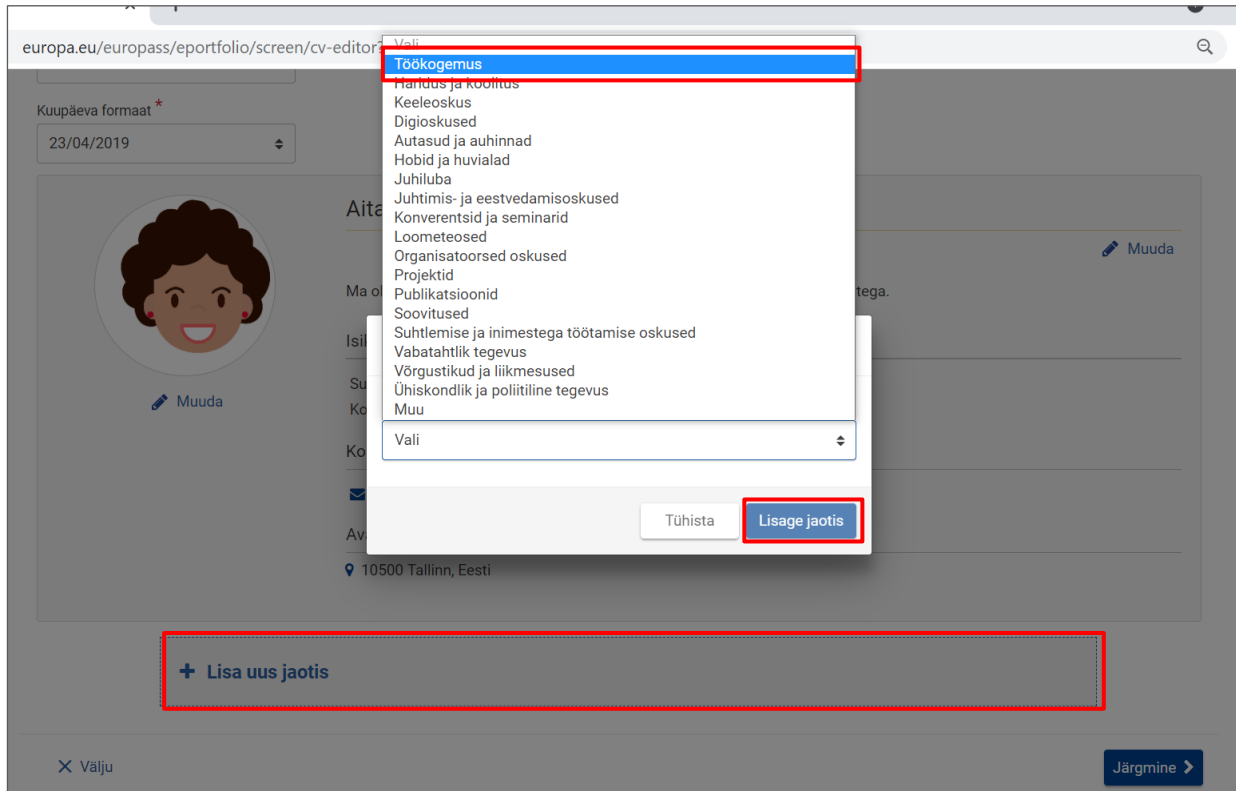 europa.eu/europass/eportfolio/screen/cv-editor?
Vali
Töökogemus
Haridus ja koolitus
Keeleoskus
Digioskused
Autasud ja auhinnad
Hobid ja huvialad
Juhiluba
Juhtimis- ja eestvedamisoskused
Konverentsid ja seminarid
Loometeosed
Organisatoorsed oskused
Projektid
Publikatsioonid
Soovitused
Suhtlemise ja inimestega töötamise oskused
Vabatahtlik tegevus
Võrgustikud ja liikmesused
Ühiskondlik ja poliitiline tegevus
Muu
Vali
Tühista
Lisage jaotis
Kuupäeva formaat *
23/04/2019
Muuda
Aita
Muuda
Ma ol
tega.
Isik
Su
Ko
Ko
Av
10500 Tallinn, Eesti
+ Lisa uus jaotis
Välju
Järgmine